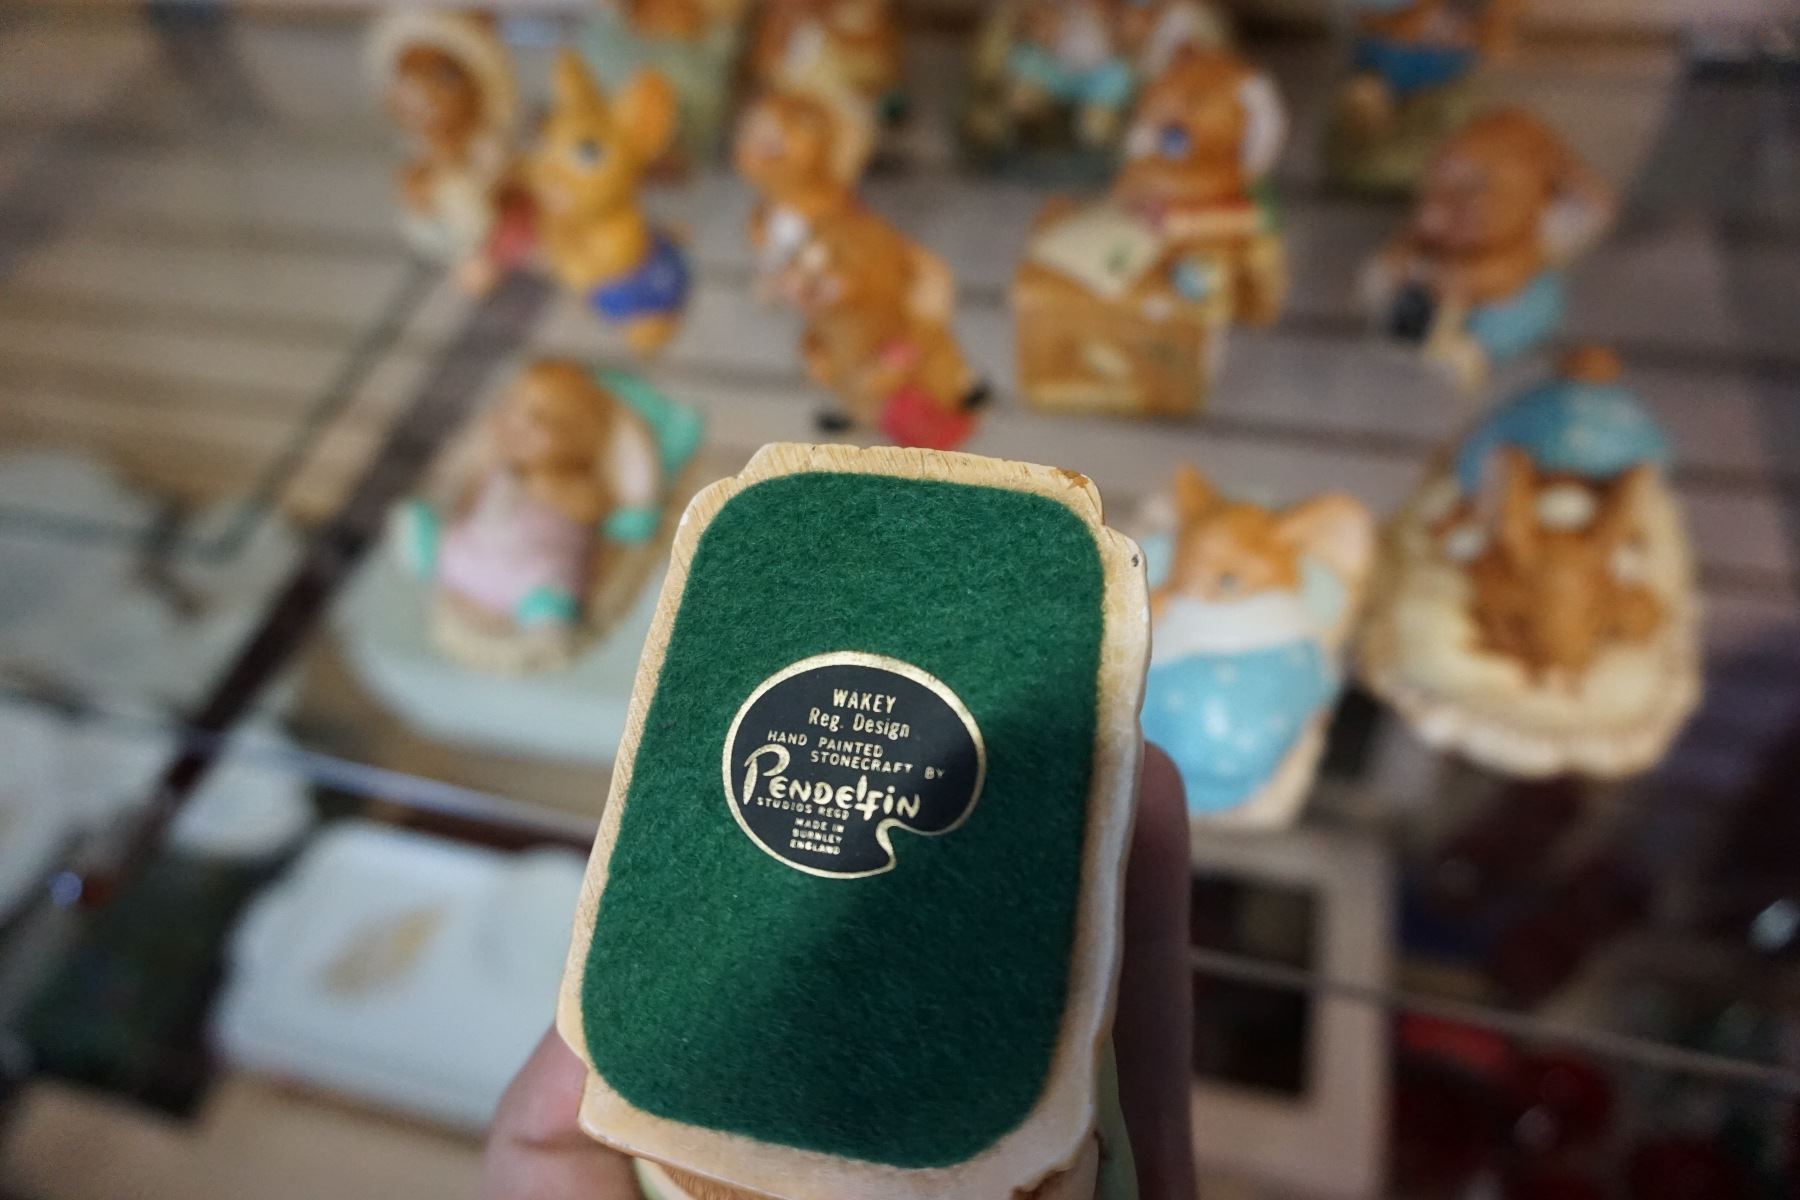 WAKEY
Reg. Design
HAND PAINTED
STONECRAFT BY
PENDELFIN
STUDIOS REGD
MADE IN
BURNLEY
ENGLAND